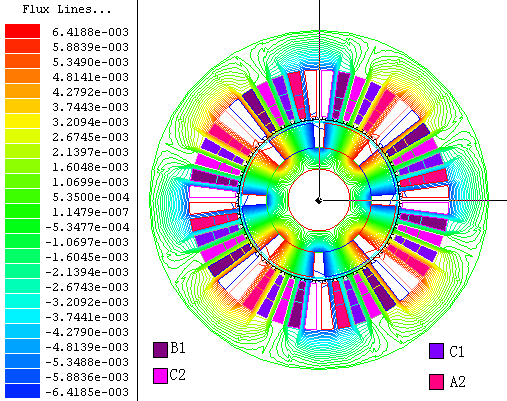 Flux Lines...
6.4188e-003
5.8839e-003
5.3490e-003
4.8141e-003
4.2792e-003
3.7443e-003
3.2094e-003
2.6745e-003
2.1397e-003
1.6048e-003
1.0699e-003
5.3500e-004
1.1479e-007
-5.3477e-004
-1.0697e-003
-1.6045e-003
-2.1394e-003
-2.6743e-003
-3.2092e-003
-3.7441e-003
-4.2790e-003
-4.8139e-003
-5.3488e-003
-5.8836e-003
-6.4185e-003
B1
C1
C2
A2